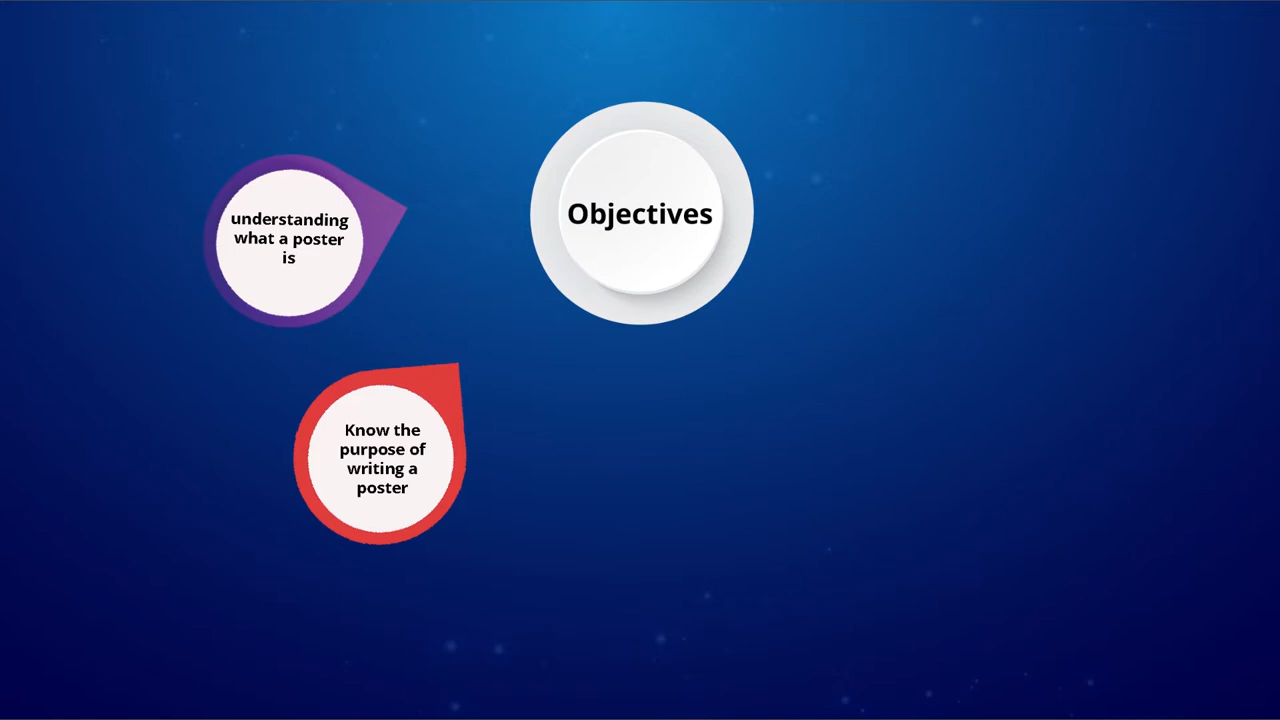 Objectives
understanding
what a poster
is
Know the
purpose of
writing a
poster